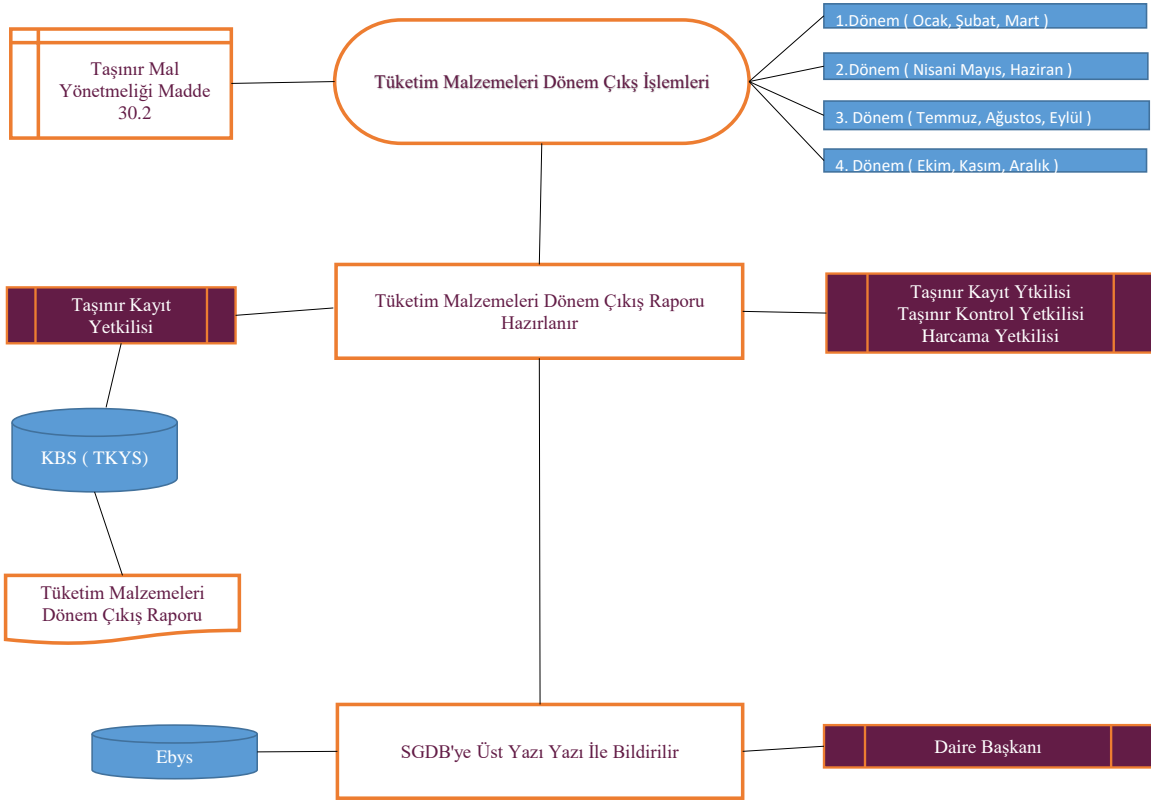 Taşınır Mal
Yönetmeliği Madde
30.2
Tüketim Malzemeleri Dönem Çıkş İşlemleri
1.Dönem ( Ocak, Şubat, Mart )
2.Dönem ( Nisani Mayıs, Haziran )
3. Dönem ( Temmuz, Ağustos, Eylül )
4. Dönem ( Ekim, Kasım, Aralık )
Taşınır Kayıt
Yetkilisi
Tüketim Malzemeleri Dönem Çıkış Raporu
Hazırlanır
Taşınır Kayıt Ytkilisi
Taşınır Kontrol Yetkilisi
Harcama Yetkilisi
KBS ( TKYS)
Tüketim Malzemeleri
Dönem Çıkış Raporu
Ebys
SGDB'ye Üst Yazı Yazı İle Bildirilir
Daire Başkanı